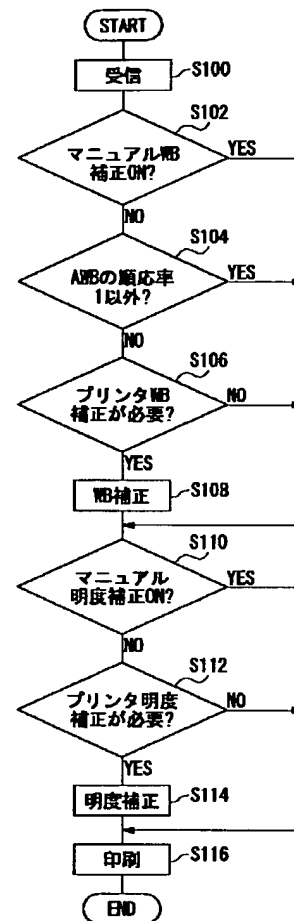 START
受信
S100
S102
マニュアルWB
補正ON?
YES
NO
S104
AWBの順応率
1以外?
YES
NO
S106
プリンタWB
補正が必要?
NO
YES
WB補正
S108
S110
マニュアル
明度補正ON?
YES
NO
S112
プリンタ明度
補正が必要?
NO
YES
明度補正
S114
印刷
S116
END